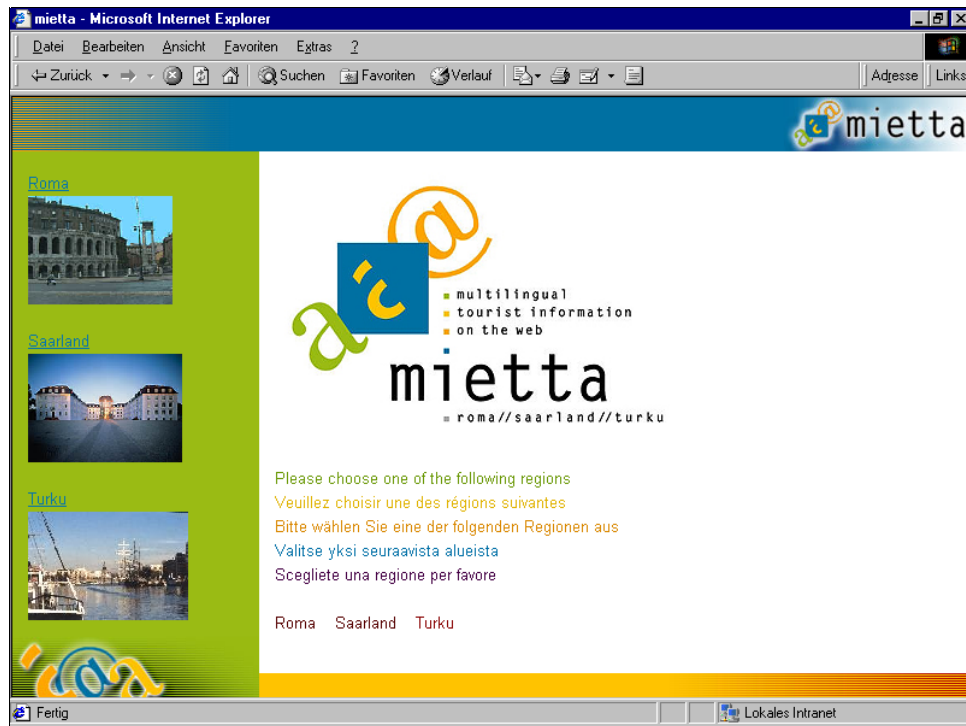 mietta - Microsoft Internet Explorer
Datei Bearbeiten Ansicht Favoriten Extras ?
Zurück Suchen Favoriten Verlauf Adresse Links
mietta
Roma
Saarland
Turku
multilingual
tourist information
on the web
mietta
roma//saarland//turku
Please choose one of the following regions
Veuillez choisir une des régions suivantes
Bitte wählen Sie eine der folgenden Regionen aus
Valitse yksi seuraavista alueista
Scegliete una regione per favore
Roma Saarland Turku
Fertig Lokales Intranet